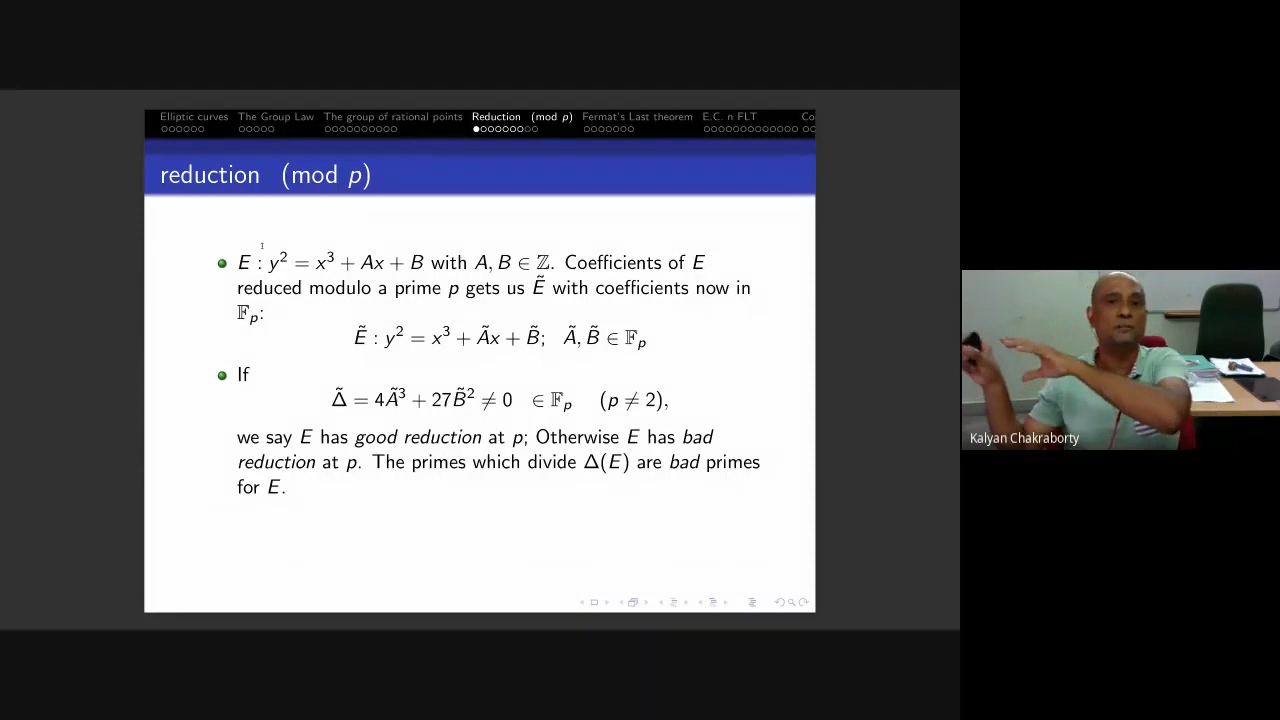 Elliptic curves The Group Law The group of rational points Reduction (mod p) Fermat's Last theorem E.C. n FLT Co
reduction (mod p)
E : y² = x³ + Ax + B with A, B ∈ ℤ. Coefficients of E
reduced modulo a prime p gets us Ẽ with coefficients now in
𝔽ₚ:
Ẽ : y² = x³ + Ãx + B̃; Ã, B̃ ∈ 𝔽ₚ
If
Δ̃ = 4Ã³ + 27B̃² ≠ 0 ∈ 𝔽ₚ (p ≠ 2),
we say E has good reduction at p; Otherwise E has bad
reduction at p. The primes which divide Δ(E) are bad primes
for E.
Kalyan Chakraborty